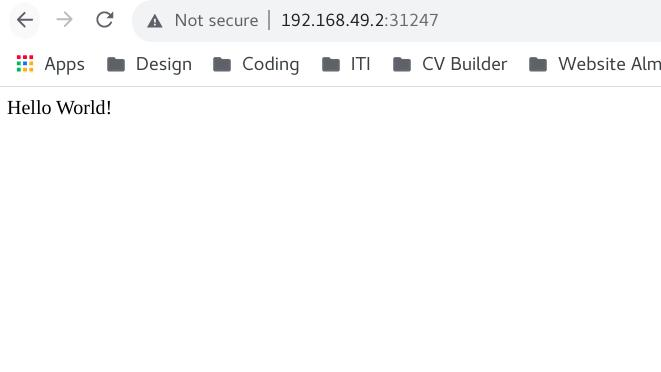 Not secure | 192.168.49.2:31247
Apps Design Coding ITI CV Builder Website Alm
Hello World!